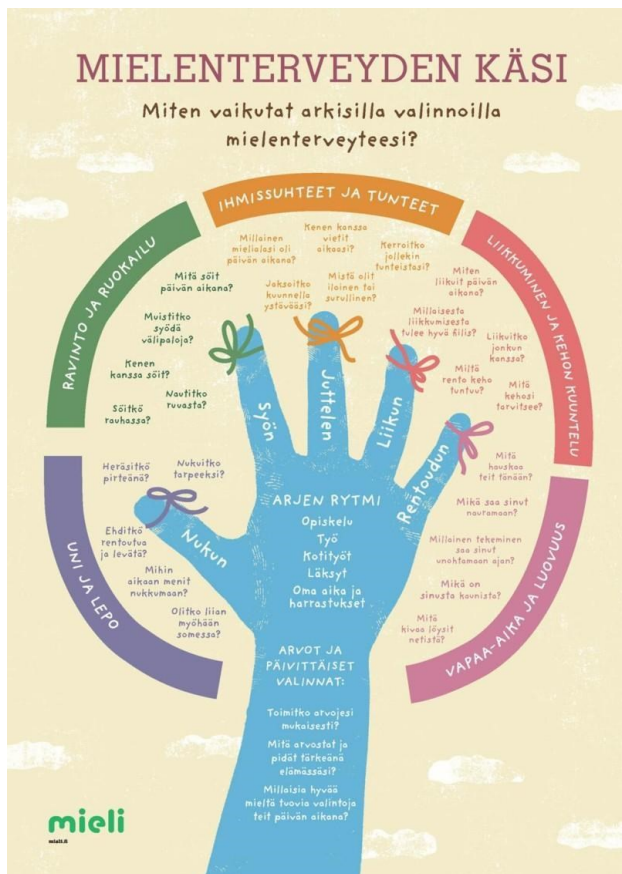 MIELENTERVEYDEN KÄSI
Miten vaikutat arkisilla valinnoilla
mielenterveyteesi?
RAVINTO JA RUOKAILU
Mitä söit
päivän aikana?
Muistitko
syödä
välipaloja?
Kenen
kanssa söit?
Nautitko
ruuasta?
Söitkö
rauhassa?
IHMISSUHTEET JA TUNTEET
Millainen
mielialasi oli
päivän aikana?
Kenen kanssa
vietit
aikaasi?
Kerroitko
jollekin
tunteistasi?
Jaksoitko
kuunnella
ystävääsi?
Mistä olit
iloinen tai
surullinen?
LIIKKUMINEN JA KEHON KUUNTELU
Miten
liikuit päivän
aikana?
Millaisesta
liikkumisesta
tulee hyvä fiilis?
Liikuitko
jonkun
kanssa?
Miltä
rento keho
tuntuu?
Mitä
kehosi
tarvitsee?
UNI JA LEPO
Heräsitkö
pirteänä?
Nukuitko
tarpeeksi?
Ehditkö
rentoutua
ja levätä?
Mihin
aikaan menit
nukkumaan?
Olitko liian
myöhään
somessa?
VAPAA-AIKA JA LUOVUUS
Mitä
hauskaa
teit tänään?
Mikä saa sinut
nauramaan?
Millainen tekeminen
saa sinut
unohtamaan ajan?
Mikä on
sinusta kaunista?
Mitä
kivaa löysit
netistä?
Nukun
Syön
Juttelen
Liikun
Rentoudun
ARJEN RYTMI
Opiskelu
Työ
Kotityöt
Läksyt
Oma aika ja
harrastukset
ARVOT JA
PÄIVITTÄISET
VALINNAT:
Toimitko arvojesi
mukaisesti?
Mitä arvostat ja
pidät tärkeänä
elämässäsi?
Millaisia hyvää
mieltä tuovia valintoja
teit päivän aikana?
mieli
mieli.fi